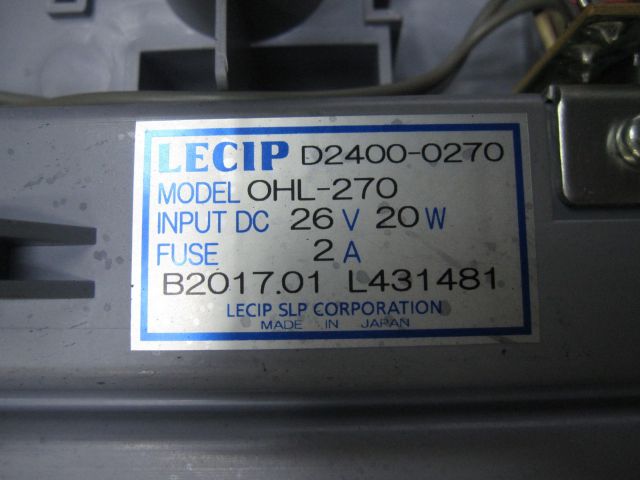 LECIP D2400-0270
MODEL OHL-270
INPUT DC 26 V 20 W
FUSE 2 A
B2017.01 L431481
LECIP SLP CORPORATION
MADE IN JAPAN